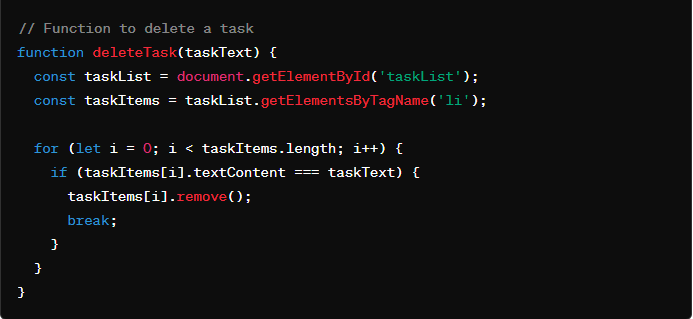 // Function to delete a task
function deleteTask(taskText) {
  const taskList = document.getElementById('taskList');
  const taskItems = taskList.getElementsByTagName('li');

  for (let i = 0; i < taskItems.length; i++) {
    if (taskItems[i].textContent === taskText) {
      taskItems[i].remove();
      break;
    }
  }
}